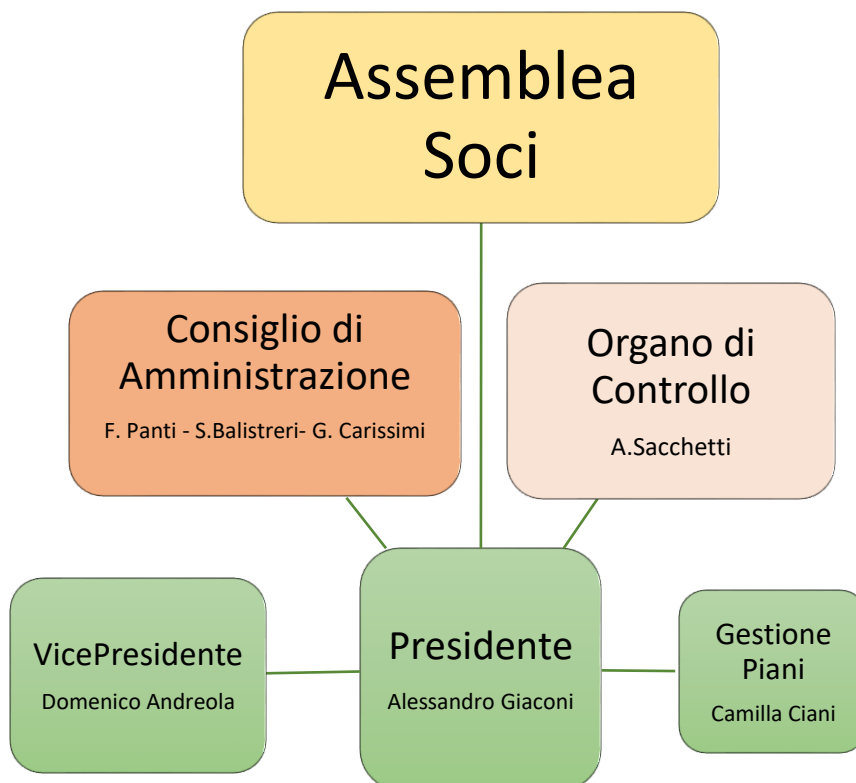 Assemblea
Soci
Consiglio di
Amministrazione
F. Panti - S.Balistreri- G. Carissimi
Organo di
Controllo
A.Sacchetti
VicePresidente
Domenico Andreola
Presidente
Alessandro Giaconi
Gestione
Piani
Camilla Ciani